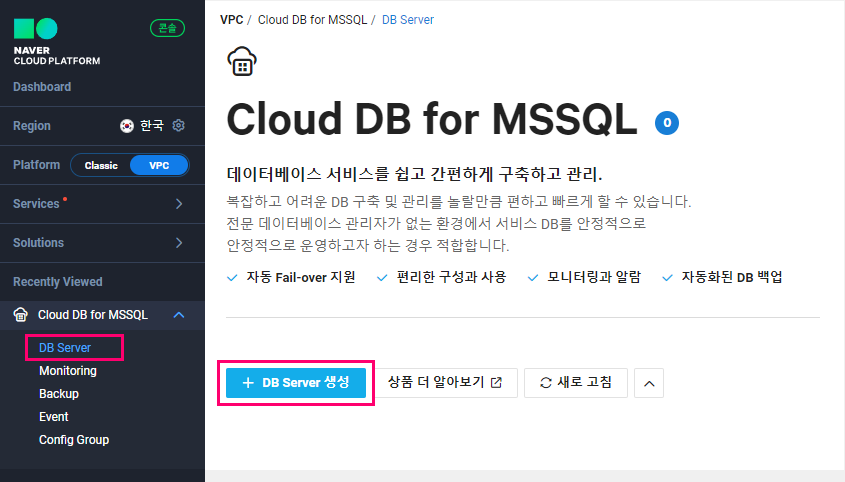 NAVER
CLOUD PLATFORM
콘솔
Dashboard
Region 한국
Platform Classic VPC
Services
Solutions
Recently Viewed
Cloud DB for MSSQL
DB Server
Monitoring
Backup
Event
Config Group
VPC / Cloud DB for MSSQL / DB Server
Cloud DB for MSSQL 0
데이터베이스 서비스를 쉽고 간편하게 구축하고 관리.
복잡하고 어려운 DB 구축 및 관리를 놀랄만큼 편하고 빠르게 할 수 있습니다.
전문 데이터베이스 관리자가 없는 환경에서 서비스 DB를 안정적으로
안정적으로 운영하고자 하는 경우 적합합니다.
자동 Fail-over 지원 편리한 구성과 사용 모니터링과 알람 자동화된 DB 백업
+ DB Server 생성 상품 더 알아보기 새로 고침